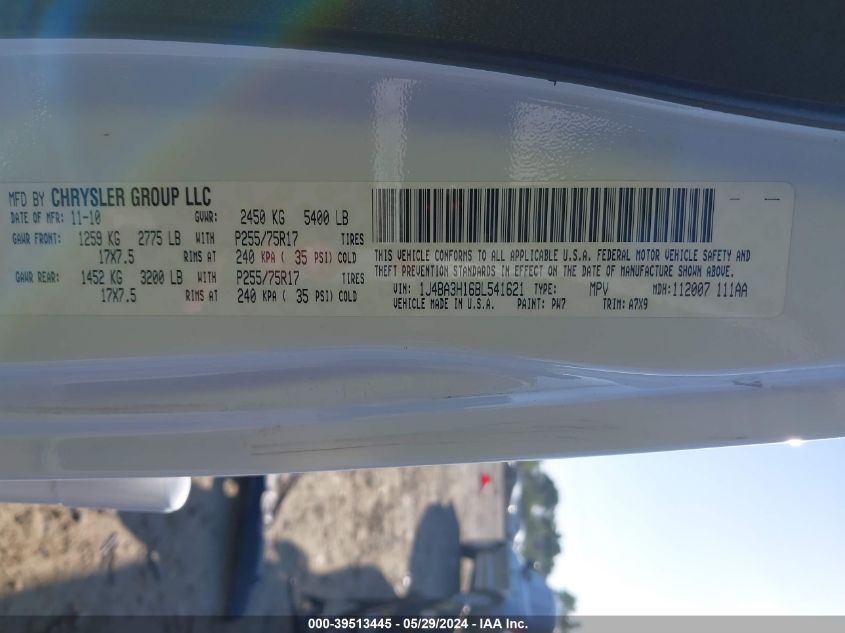 MFD BY CHRYSLER GROUP LLC
DATE OF MFR: 11-10 GVWR: 2450 KG 5400 LB
GAWR FRONT: 1259 KG 2775 LB WITH P255/75R17 TIRES
17X7.5 RIMS AT 240 KPA ( 35 PSI) COLD
GAWR REAR: 1452 KG 3200 LB WITH P255/75R17 TIRES
17X7.5 RIMS AT 240 KPA ( 35 PSI) COLD
THIS VEHICLE CONFORMS TO ALL APPLICABLE U.S.A. FEDERAL MOTOR VEHICLE SAFETY AND
THEFT PREVENTION STANDARDS IN EFFECT ON THE DATE OF MANUFACTURE SHOWN ABOVE.
VIN: 1J4BA3H16BL541621 TYPE: MPV MDH: 112007 111AA
VEHICLE MADE IN U.S.A. PAINT: PW7 TRIM: A7X9
000-39513445 - 05/29/2024 - IAA Inc.